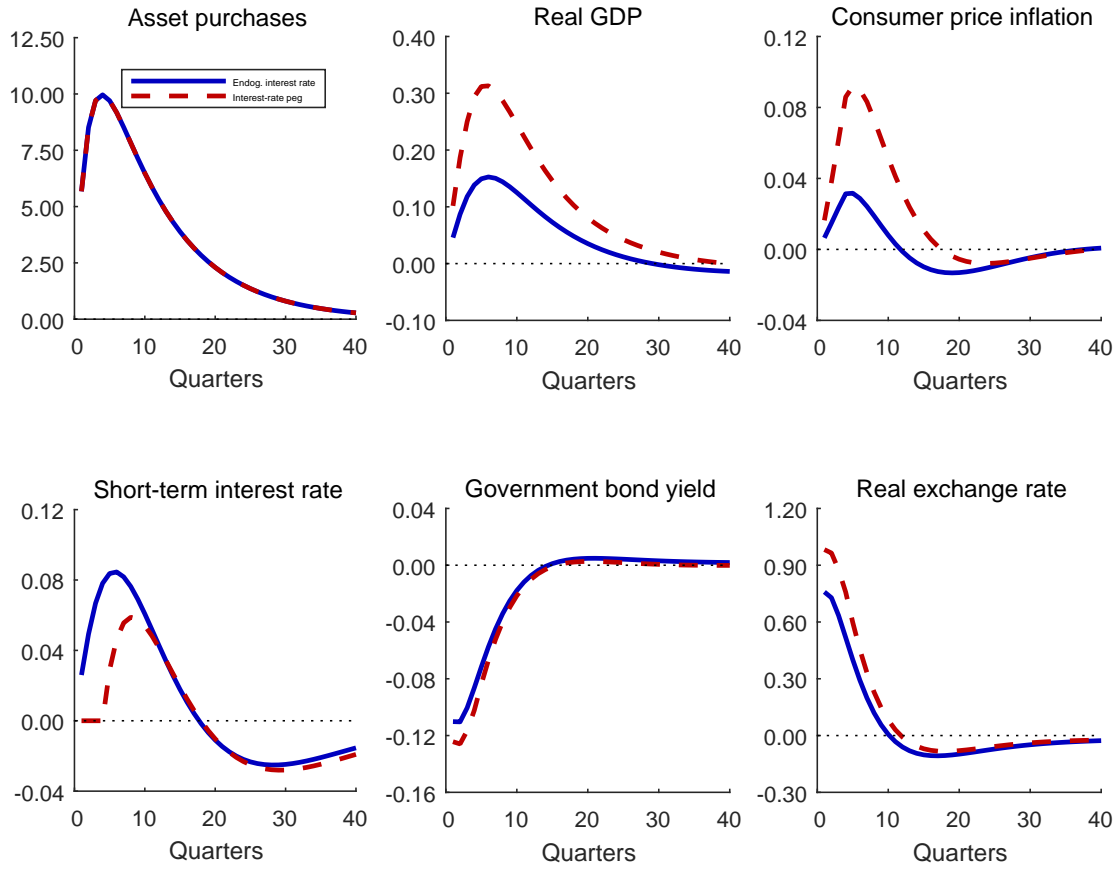 Asset purchases
12.50
10.00
7.50
5.00
2.50
0.00
0 10 20 30 40
Quarters
Endog. interest rate
Interest-rate peg
Real GDP
0.40
0.30
0.20
0.10
0.00
-0.10
0 10 20 30 40
Quarters
Consumer price inflation
0.12
0.08
0.04
0.00
-0.04
0 10 20 30 40
Quarters
Short-term interest rate
0.12
0.08
0.04
0.00
-0.04
0 10 20 30 40
Quarters
Government bond yield
0.04
0.00
-0.04
-0.08
-0.12
-0.16
0 10 20 30 40
Quarters
Real exchange rate
1.20
0.90
0.60
0.30
0.00
-0.30
0 10 20 30 40
Quarters